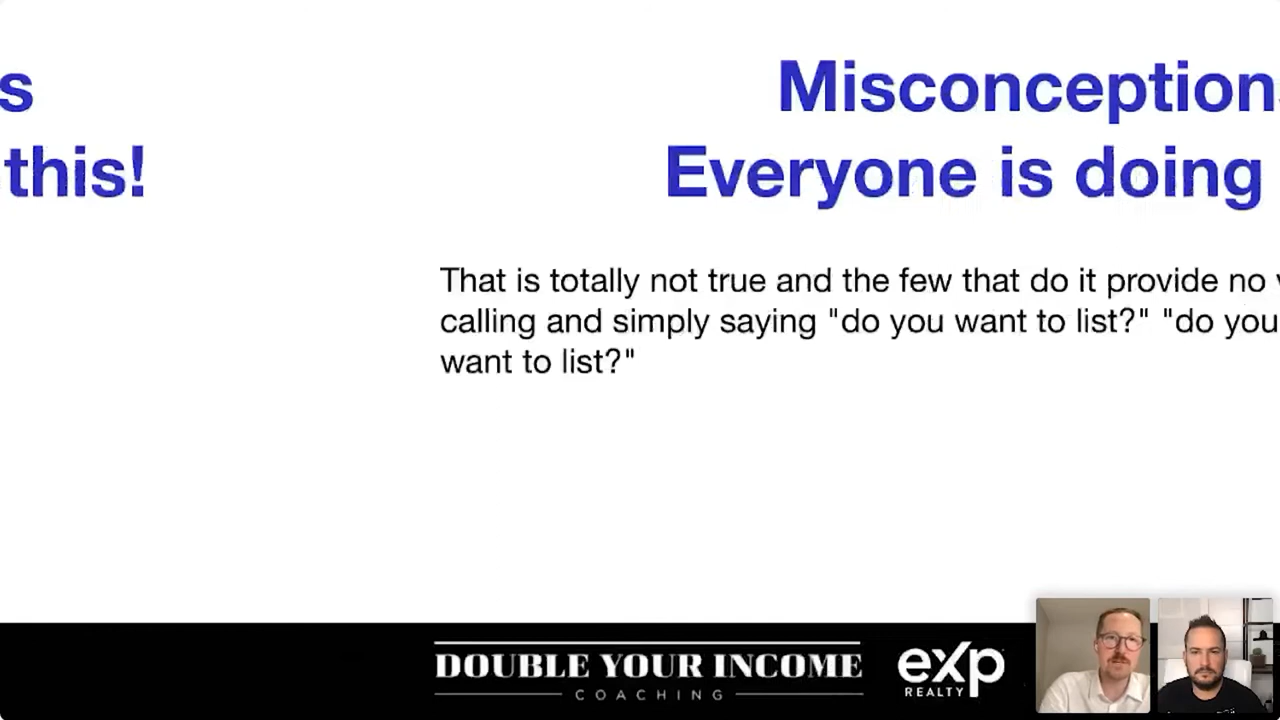 s
this!
Misconception
Everyone is doing
That is totally not true and the few that do it provide no
calling and simply saying "do you want to list?" "do you
want to list?"
DOUBLE YOUR INCOME
COACHING
exp
REALTY